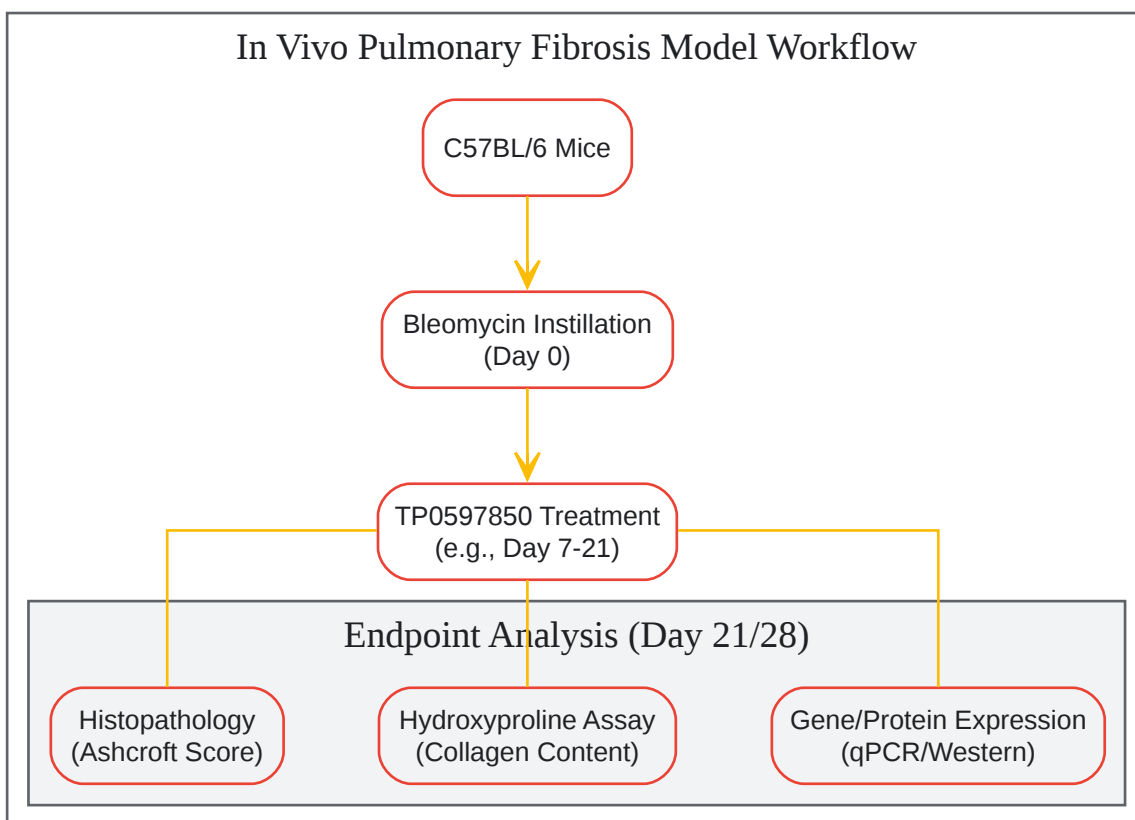 In Vivo Pulmonary Fibrosis Model Workflow
C57BL/6 Mice
Bleomycin Instillation
(Day 0)
TP0597850 Treatment
(e.g., Day 7-21)
Endpoint Analysis (Day 21/28)
Histopathology
(Ashcroft Score)
Hydroxyproline Assay
(Collagen Content)
Gene/Protein Expression
(qPCR/Western)